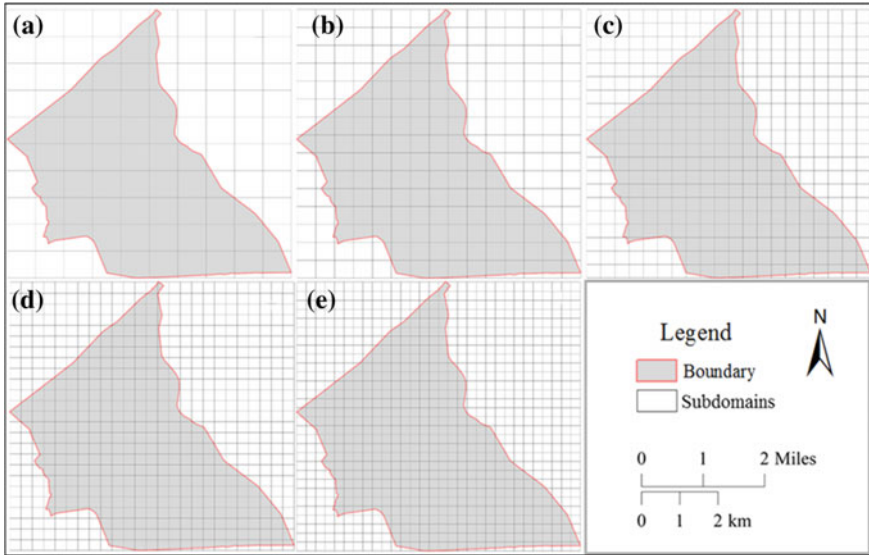 (a)
(b)
(c)
(d)
(e)
N
Legend
Boundary
Subdomains
0 1 2 Miles
0 1 2 km